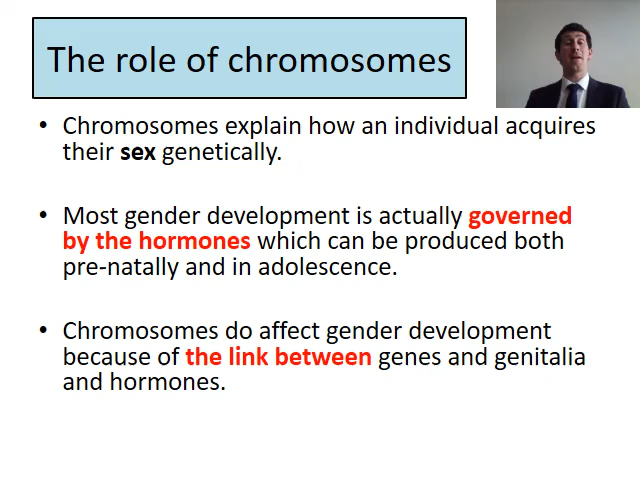 The role of chromosomes
• Chromosomes explain how an individual acquires
their sex genetically.
• Most gender development is actually governed
by the hormones which can be produced both
pre-natally and in adolescence.
• Chromosomes do affect gender development
because of the link between genes and genitalia
and hormones.